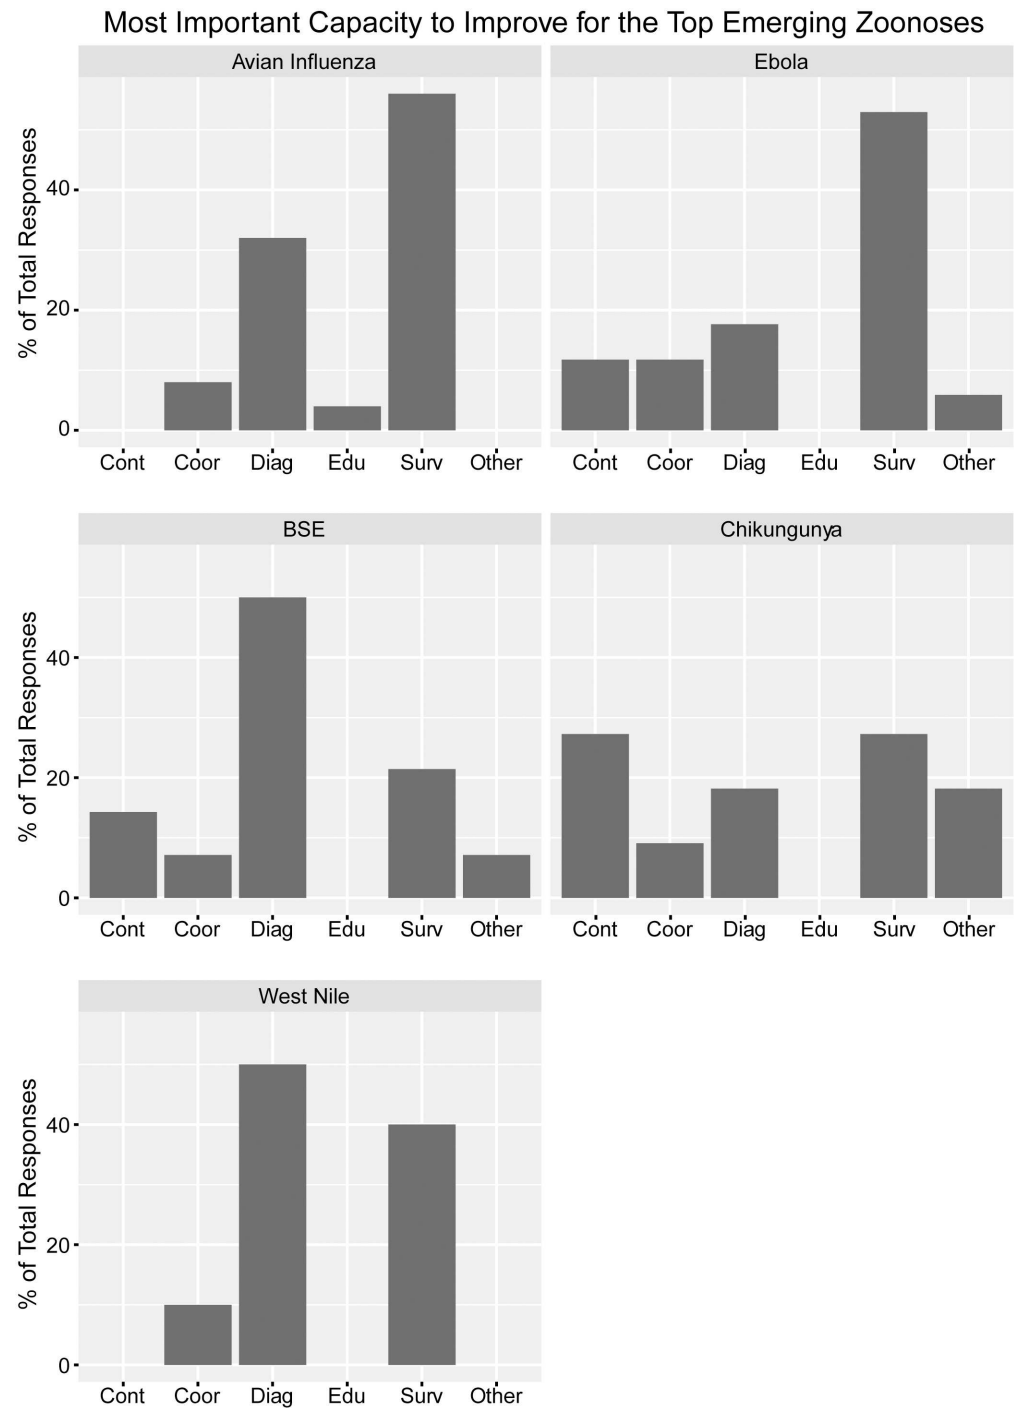 Most Important Capacity to Improve for the Top Emerging Zoonoses
Avian Influenza
Ebola
% of Total Responses
40
20
0
Cont Coor Diag Edu Surv Other
Cont Coor Diag Edu Surv Other
BSE
Chikungunya
% of Total Responses
40
20
0
Cont Coor Diag Edu Surv Other
Cont Coor Diag Edu Surv Other
West Nile
% of Total Responses
40
20
0
Cont Coor Diag Edu Surv Other